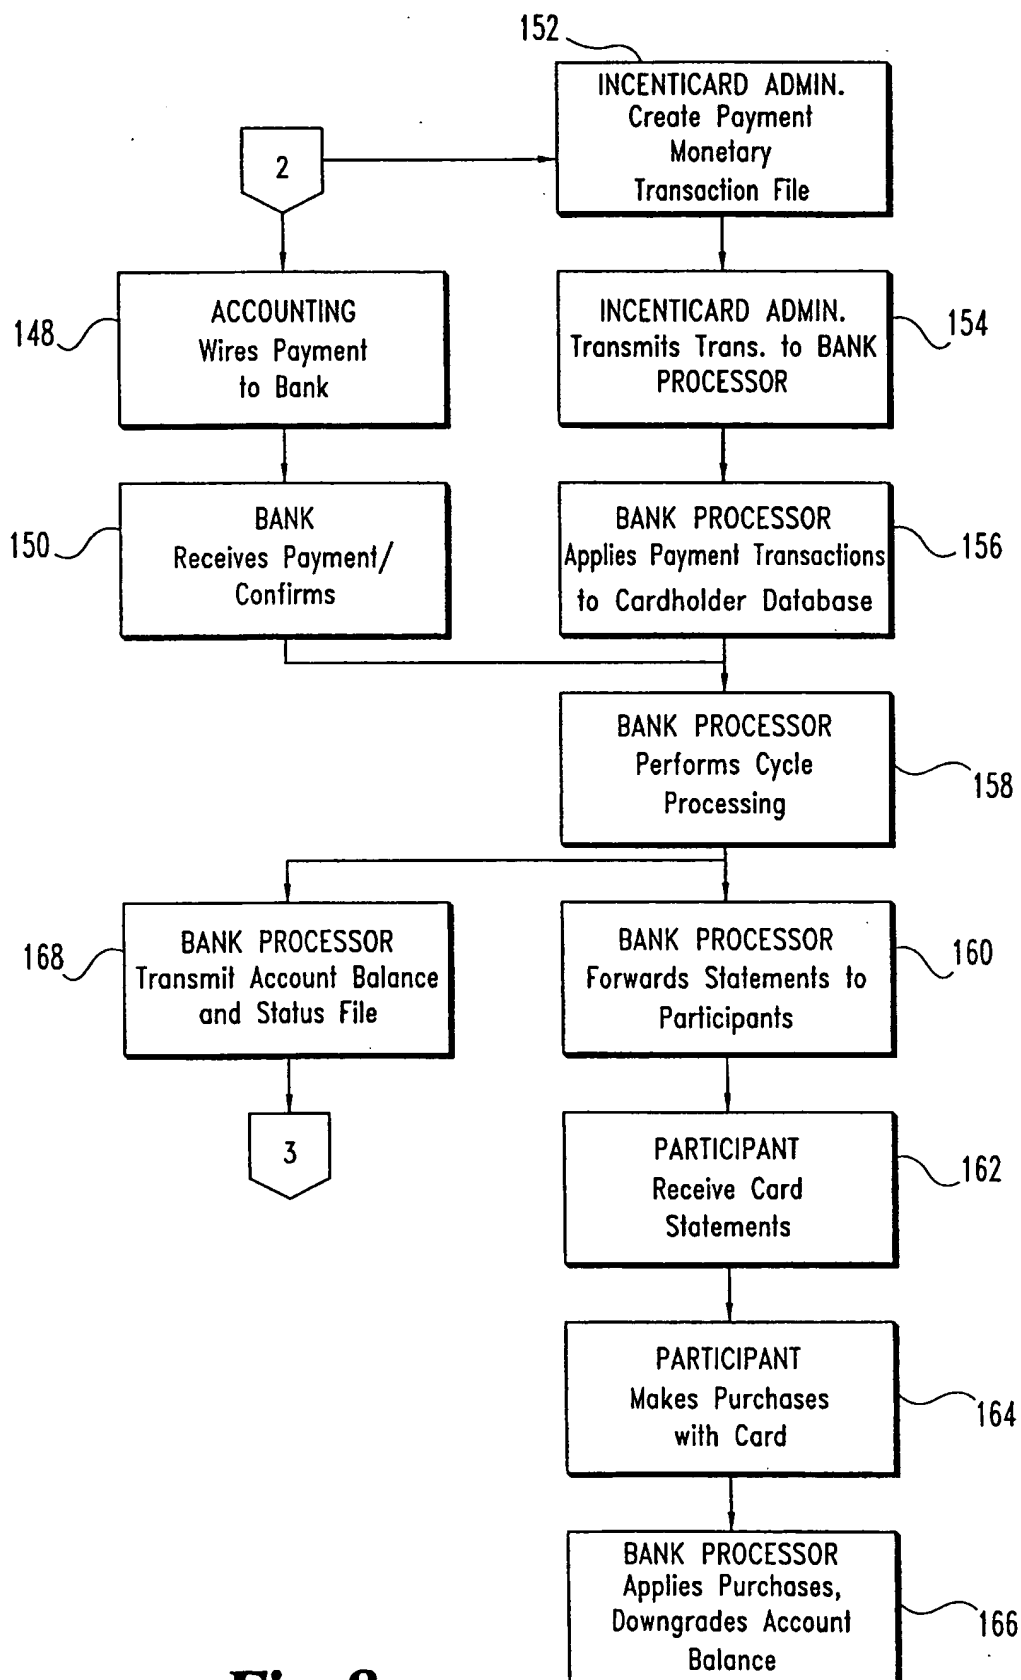 152
INCENTICARD ADMIN.
Create Payment
Monetary
Transaction File
2
148
ACCOUNTING
Wires Payment
to Bank
INCENTICARD ADMIN.
Transmits Trans. to BANK
PROCESSOR
154
150
BANK
Receives Payment/
Confirms
BANK PROCESSOR
Applies Payment Transactions
to Cardholder Database
156
BANK PROCESSOR
Performs Cycle
Processing
158
168
BANK PROCESSOR
Transmit Account Balance
and Status File
BANK PROCESSOR
Forwards Statements to
Participants
160
3
PARTICIPANT
Receive Card
Statements
162
PARTICIPANT
Makes Purchases
with Card
164
BANK PROCESSOR
Applies Purchases,
Downgrades Account
Balance
166